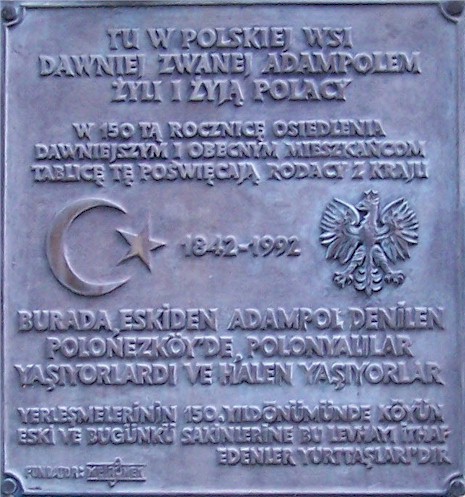 TU W POLSKIEJ WSI
DAWNIEJ ZWANEJ ADAMPOLEM
ŻYLI I ŻYJĄ POLACY
W 150 TĄ ROCZNICĘ OSIEDLENIA
DAWNIEJSZYM I OBECNYM MIESZKAŃCOM
TABLICĘ TĘ POŚWIĘCAJĄ RODACY Z KRAJU
1842-1992
BURADA, ESKİDEN ADAMPOL DENİLEN
POLONEZKÖY'DE, POLONYALILAR
YAŞIYORLARDI VE HALEN YAŞIYORLAR
YERLEŞMELERİNİN 150.YILDÖNÜMÜNDE KÖYÜN
ESKİ VE BUGÜNKÜ SAKİNLERİNE BU LEVHAYI İTHAF
EDENLER YURTTAŞLARI'DIR